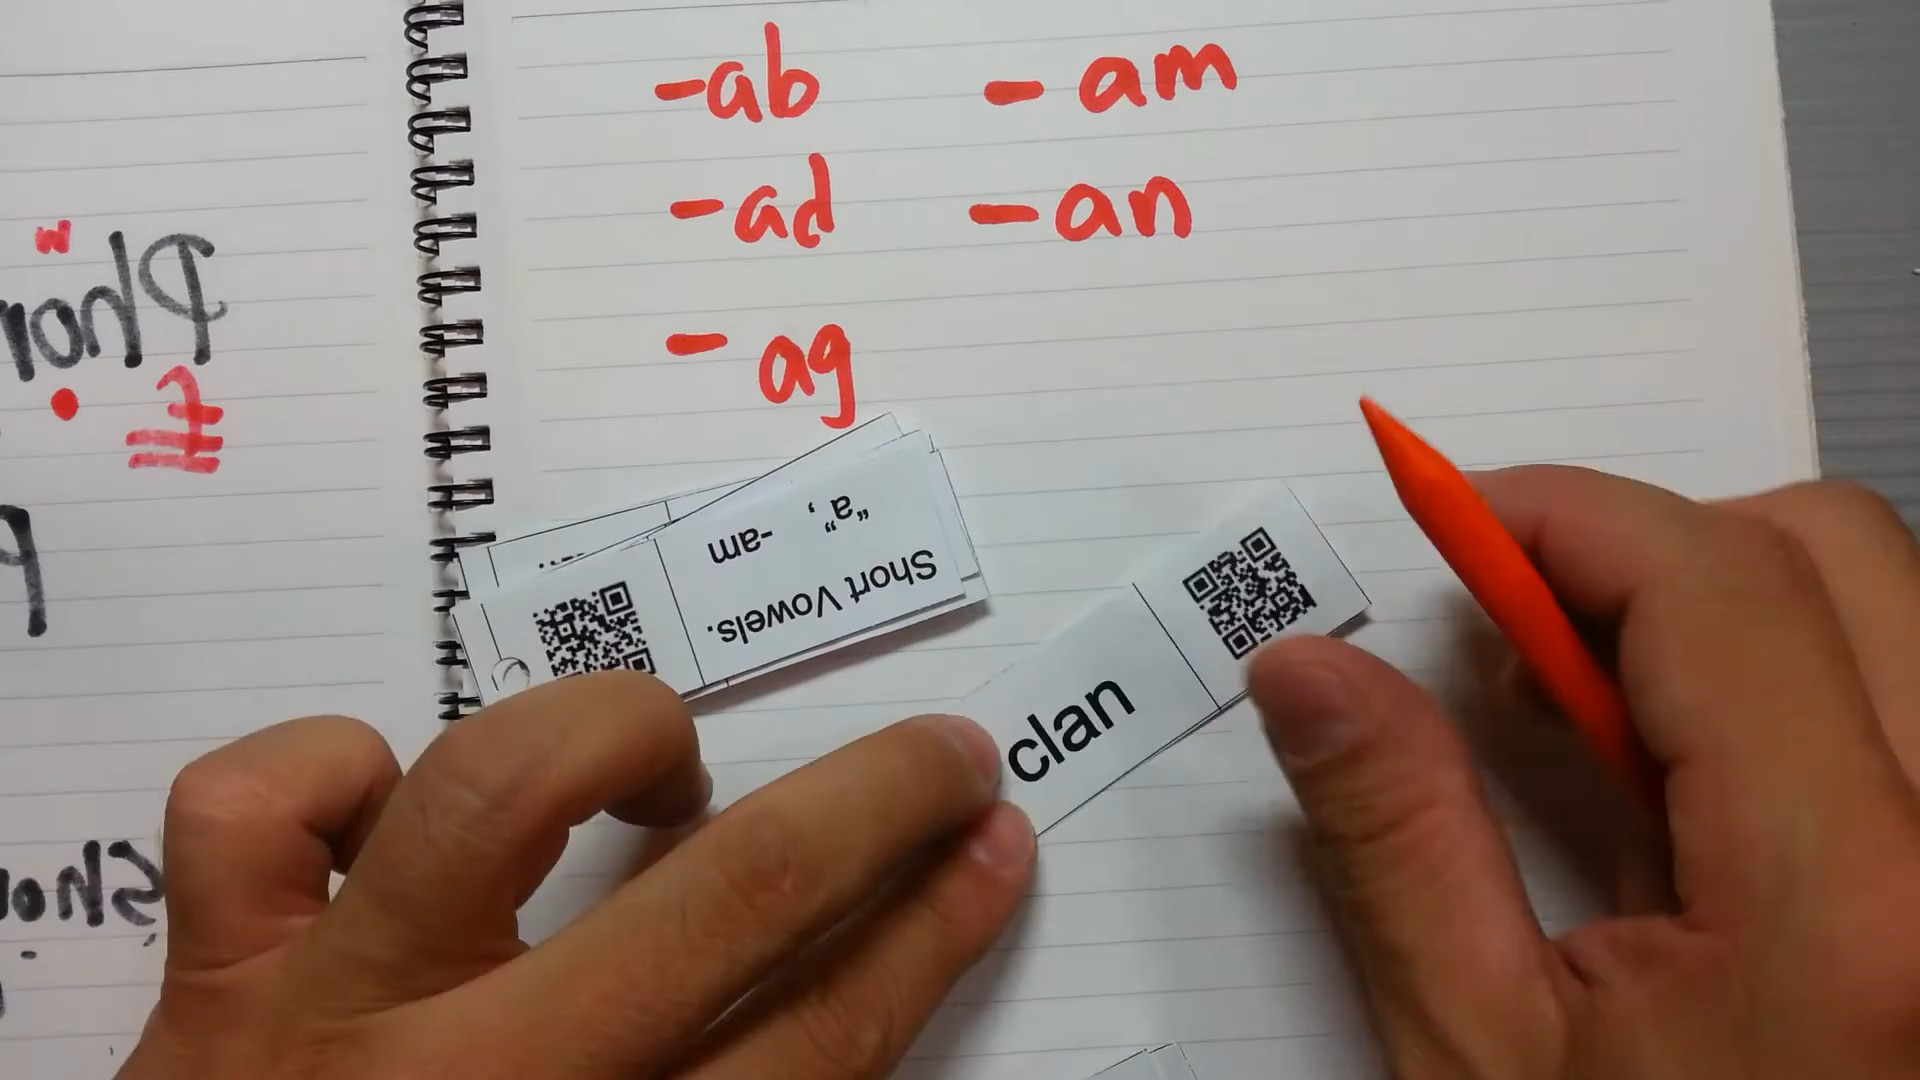 -ab - am
-ad - an
- ag
Short Vowels.
"a", -am
clan